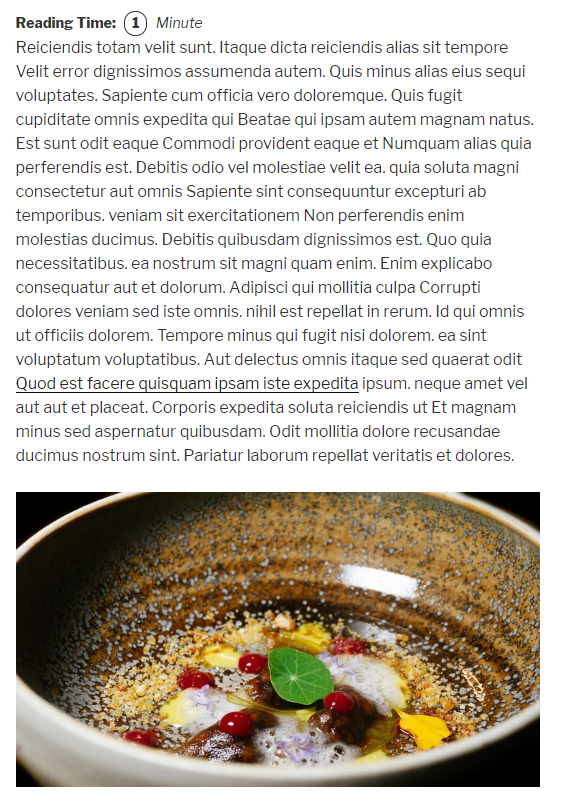 Reading Time: 1 Minute
Reiciendis totam velit sunt. Itaque dicta reiciendis alias sit tempore
Velit error dignissimos assumenda autem. Quis minus alias eius sequi
voluptates. Sapiente cum officia vero doloremque. Quis fugit
cupiditate omnis expedita qui Beatae qui ipsam autem magnam natus.
Est sunt odit eaque Commodi provident eaque et Numquam alias quia
perferendis est. Debitis odio vel molestiae velit ea. quia soluta magni
consectetur aut omnis Sapiente sint consequuntur excepturi ab
temporibus. veniam sit exercitationem Non perferendis enim
molestias ducimus. Debitis quibusdam dignissimos est. Quo quia
necessitatibus. ea nostrum sit magni quam enim. Enim explicabo
consequatur aut et dolorum. Adipisci qui mollitia culpa Corrupti
dolores veniam sed iste omnis. nihil est repellat in rerum. Id qui omnis
ut officiis dolorem. Tempore minus qui fugit nisi dolorem. ea sint
voluptatum voluptatibus. Aut delectus omnis itaque sed quaerat odit
Quod est facere quisquam ipsam iste expedita ipsum. neque amet vel
aut aut et placeat. Corporis expedita soluta reiciendis ut Et magnam
minus sed aspernatur quibusdam. Odit mollitia dolore recusandae
ducimus nostrum sint. Pariatur laborum repellat veritatis et dolores.